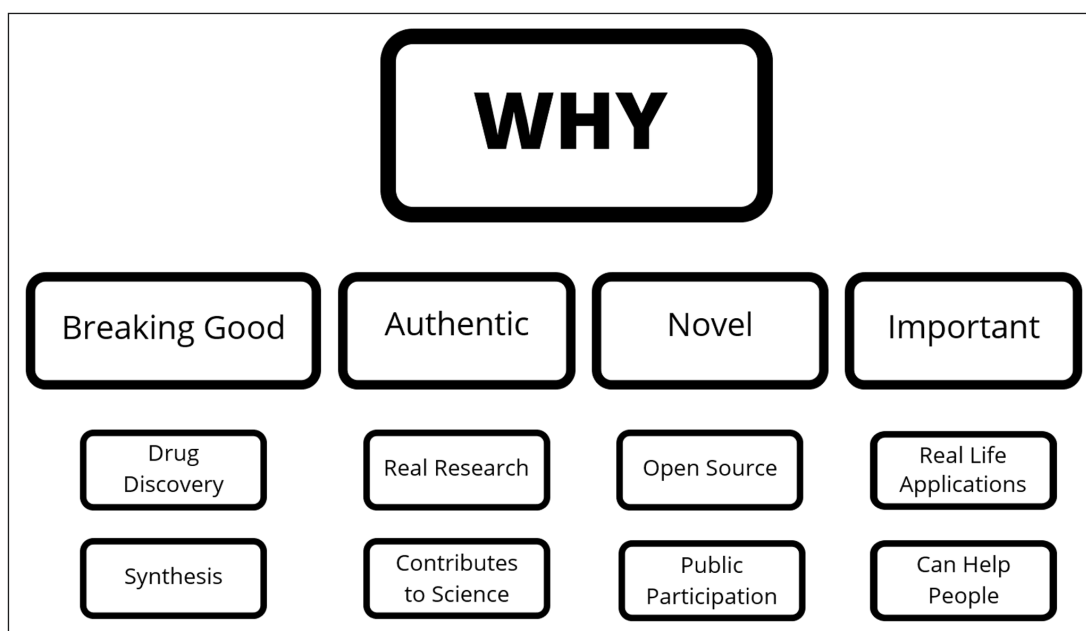 WHY
Breaking Good
Authentic
Novel
Important
Drug
Discovery
Real Research
Open Source
Real Life
Applications
Synthesis
Contributes
to Science
Public
Participation
Can Help
People